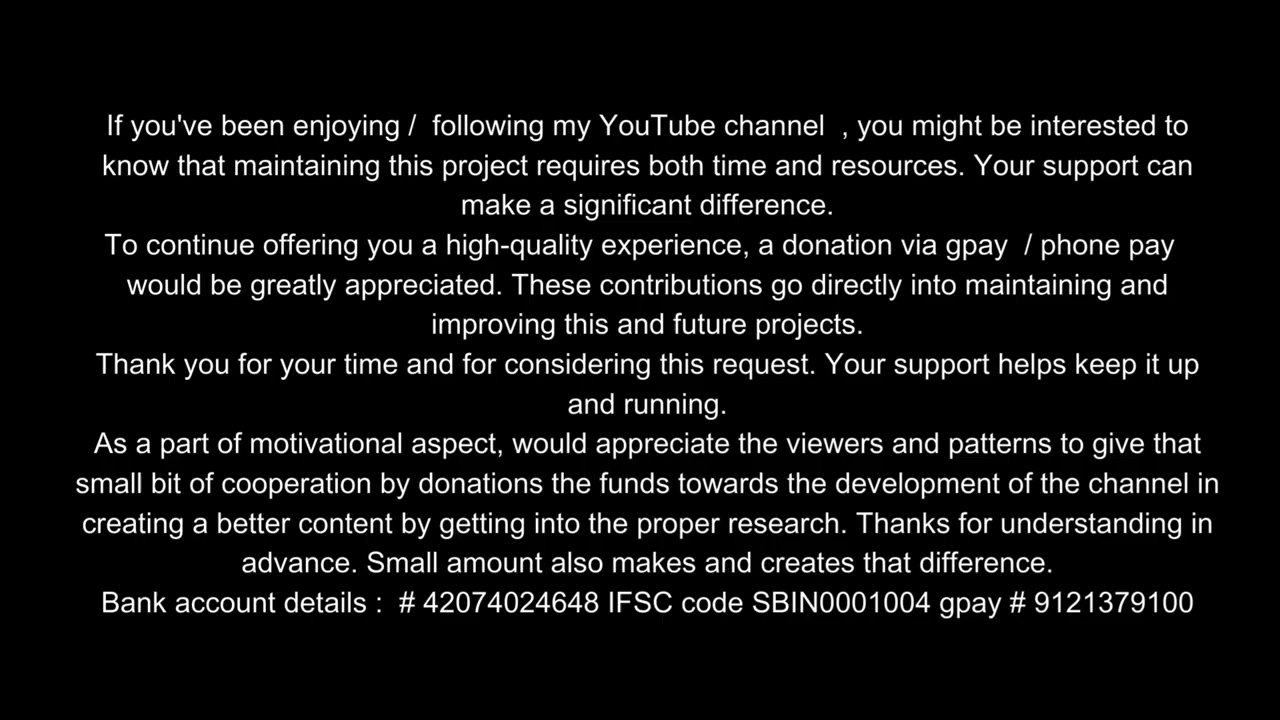 If you've been enjoying /  following my YouTube channel  , you might be interested to
know that maintaining this project requires both time and resources. Your support can
make a significant difference.
To continue offering you a high-quality experience, a donation via gpay  / phone pay
would be greatly appreciated. These contributions go directly into maintaining and
improving this and future projects.
Thank you for your time and for considering this request. Your support helps keep it up
and running.
As a part of motivational aspect, would appreciate the viewers and patterns to give that
small bit of cooperation by donations the funds towards the development of the channel in
creating a better content by getting into the proper research. Thanks for understanding in
advance. Small amount also makes and creates that difference.
Bank account details :  # 42074024648 IFSC code SBIN0001004 gpay # 9121379100